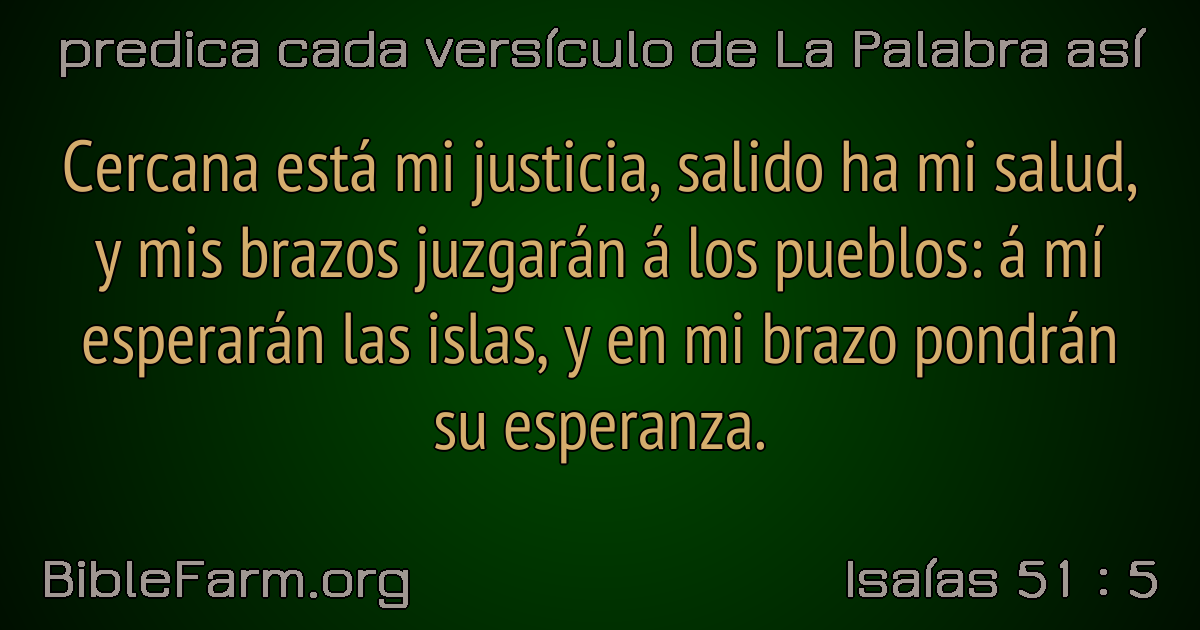 predica cada versículo de La Palabra así
Cercana está mi justicia, salido ha mi salud,
y mis brazos juzgarán á los pueblos: á mí
esperarán las islas, y en mi brazo pondrán
su esperanza.
BibleFarm.org
Isaías 51 : 5